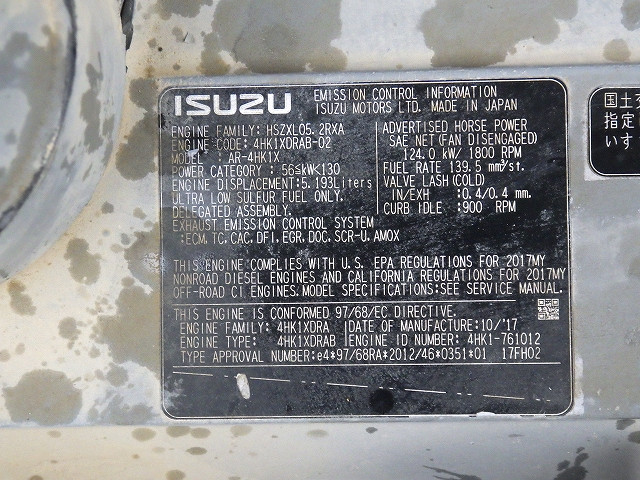 ISUZU
EMISSION CONTROL INFORMATION
ISUZU MOTORS LTD. MADE IN JAPAN
ENGINE FAMILY: HSZXL05.2RXA
ENGINE CODE: 4HK1XDRAB-02
MODEL : AR-4HK1X
POWER CATEGORY : 56≤kW<130
ENGINE DISPLACEMENT: 5.193Liters
ULTRA LOW SULFUR FUEL ONLY.
DELEGATED ASSEMBLY.
EXHAUST EMISSION CONTROL SYSTEM
:ECM, TC, CAC, DFI, EGR, DOC, SCR-U, AMOX
ADVERTISED HORSE POWER
SAE NET(FAN DISENGAGED)
124.0 kW/ 1800 RPM
FUEL RATE 139.5 mm³/st.
VALVE LASH(COLD)
IN/EXH :0.4/0.4 mm.
CURB IDLE :900 RPM
THIS ENGINE COMPLIES WITH U.S. EPA REGULATIONS FOR 2017MY
NONROAD DIESEL ENGINES AND CALIFORNIA REGULATIONS FOR 2017MY
OFF-ROAD CI ENGINES. MODEL SPECIFICATIONS:SEE SERVICE MANUAL.
THIS ENGINE IS CONFORMED 97/68/EC DIRECTIVE.
ENGINE FAMILY: 4HK1XDRA DATE OF MANUFACTURE: 10/'17
ENGINE TYPE: 4HK1XDRAB ENGINE ID NUMBER: 4HK1-761012
TYPE APPROVAL NUMBER:e4*97/68RA*2012/46*0351*01 17FH02
国土
指定
い